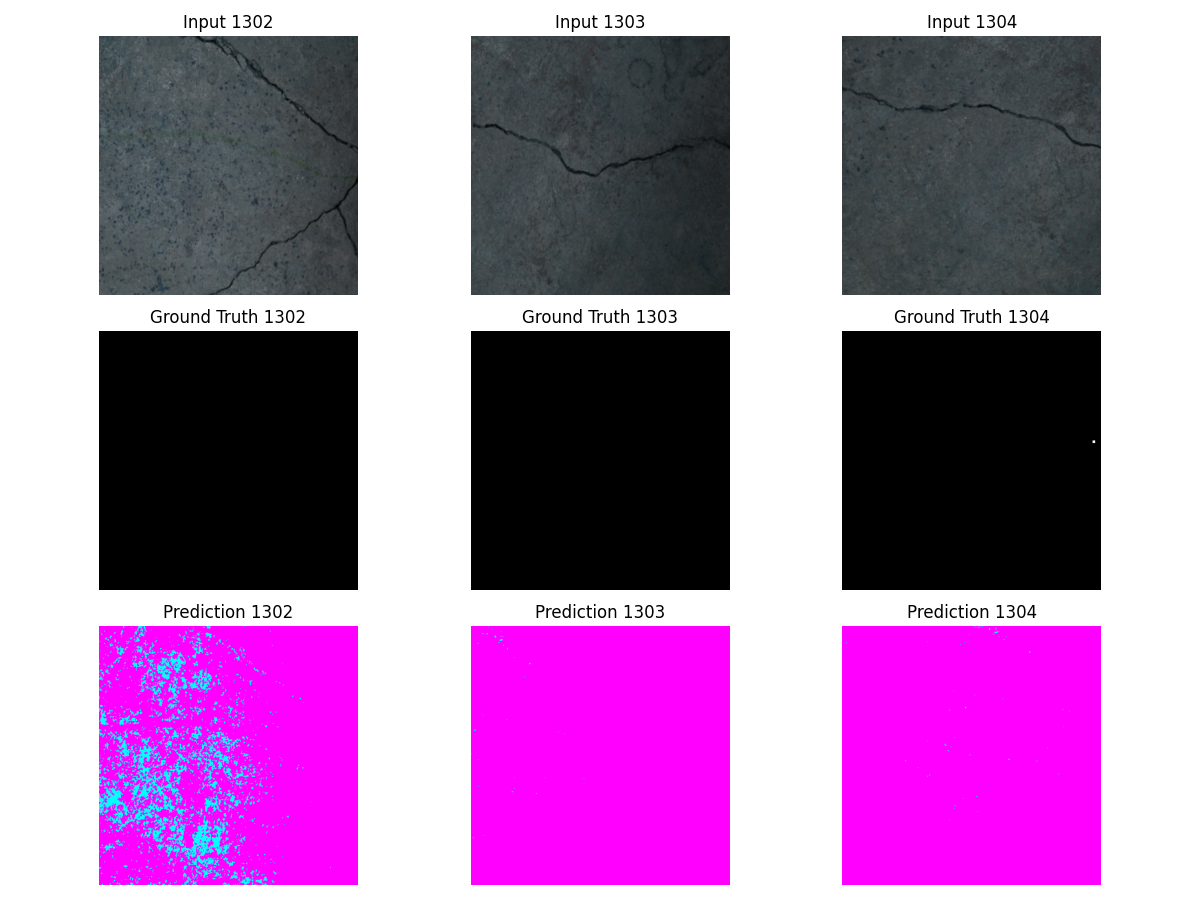 Input 1302
Input 1303
Input 1304
Ground Truth 1302
Ground Truth 1303
Ground Truth 1304
Prediction 1302
Prediction 1303
Prediction 1304